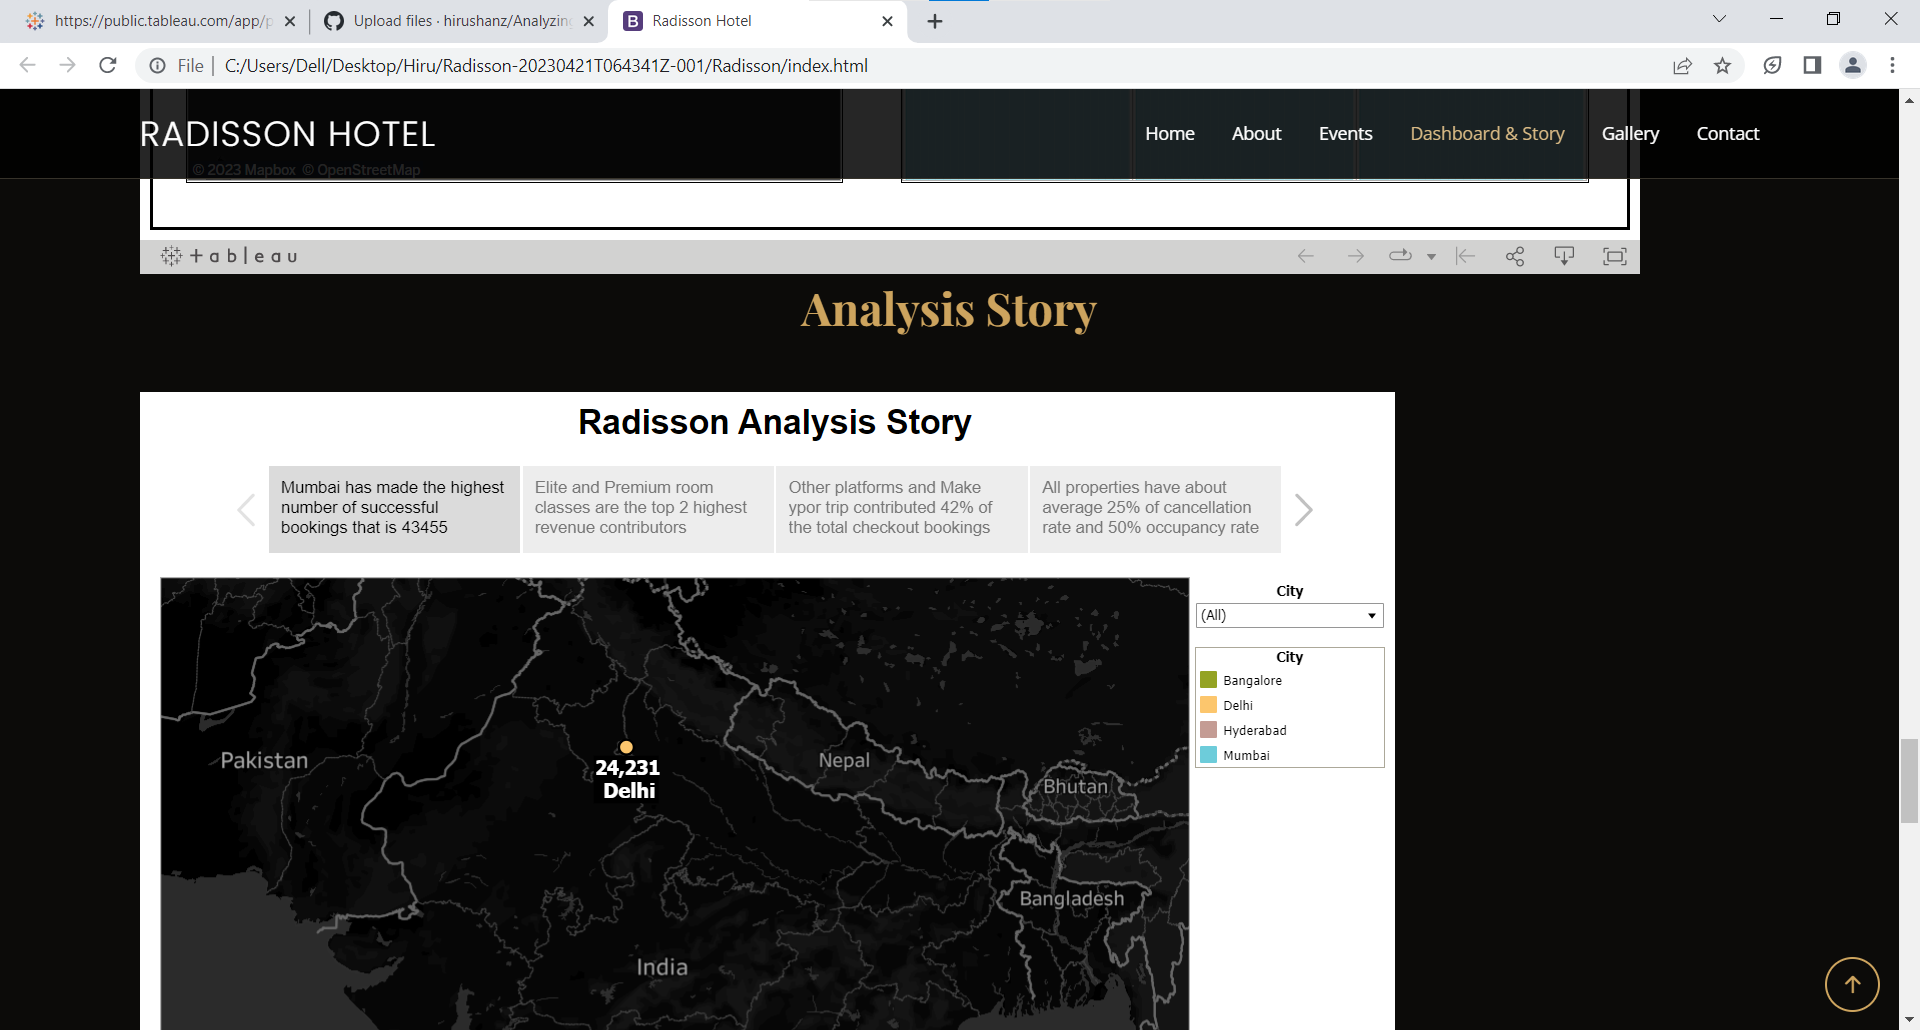 https://public.tableau.com/app/p
Upload files · hirushanz/Analyzing
Radisson Hotel
File
C:/Users/Dell/Desktop/Hiru/Radisson-20230421T064341Z-001/Radisson/index.html
RADISSON HOTEL
Home
About
Events
Dashboard & Story
Gallery
Contact
© 2023 Mapbox © OpenStreetMap
+ a b l e a u
Analysis Story
Radisson Analysis Story
Mumbai has made the highest
number of successful
bookings that is 43455
Elite and Premium room
classes are the top 2 highest
revenue contributors
Other platforms and Make
ypor trip contributed 42% of
the total checkout bookings
All properties have about
average 25% of cancellation
rate and 50% occupancy rate
City
(All)
City
Bangalore
Delhi
Hyderabad
Mumbai
Pakistan
24,231
Delhi
Nepal
Bhutan
Bangladesh
India